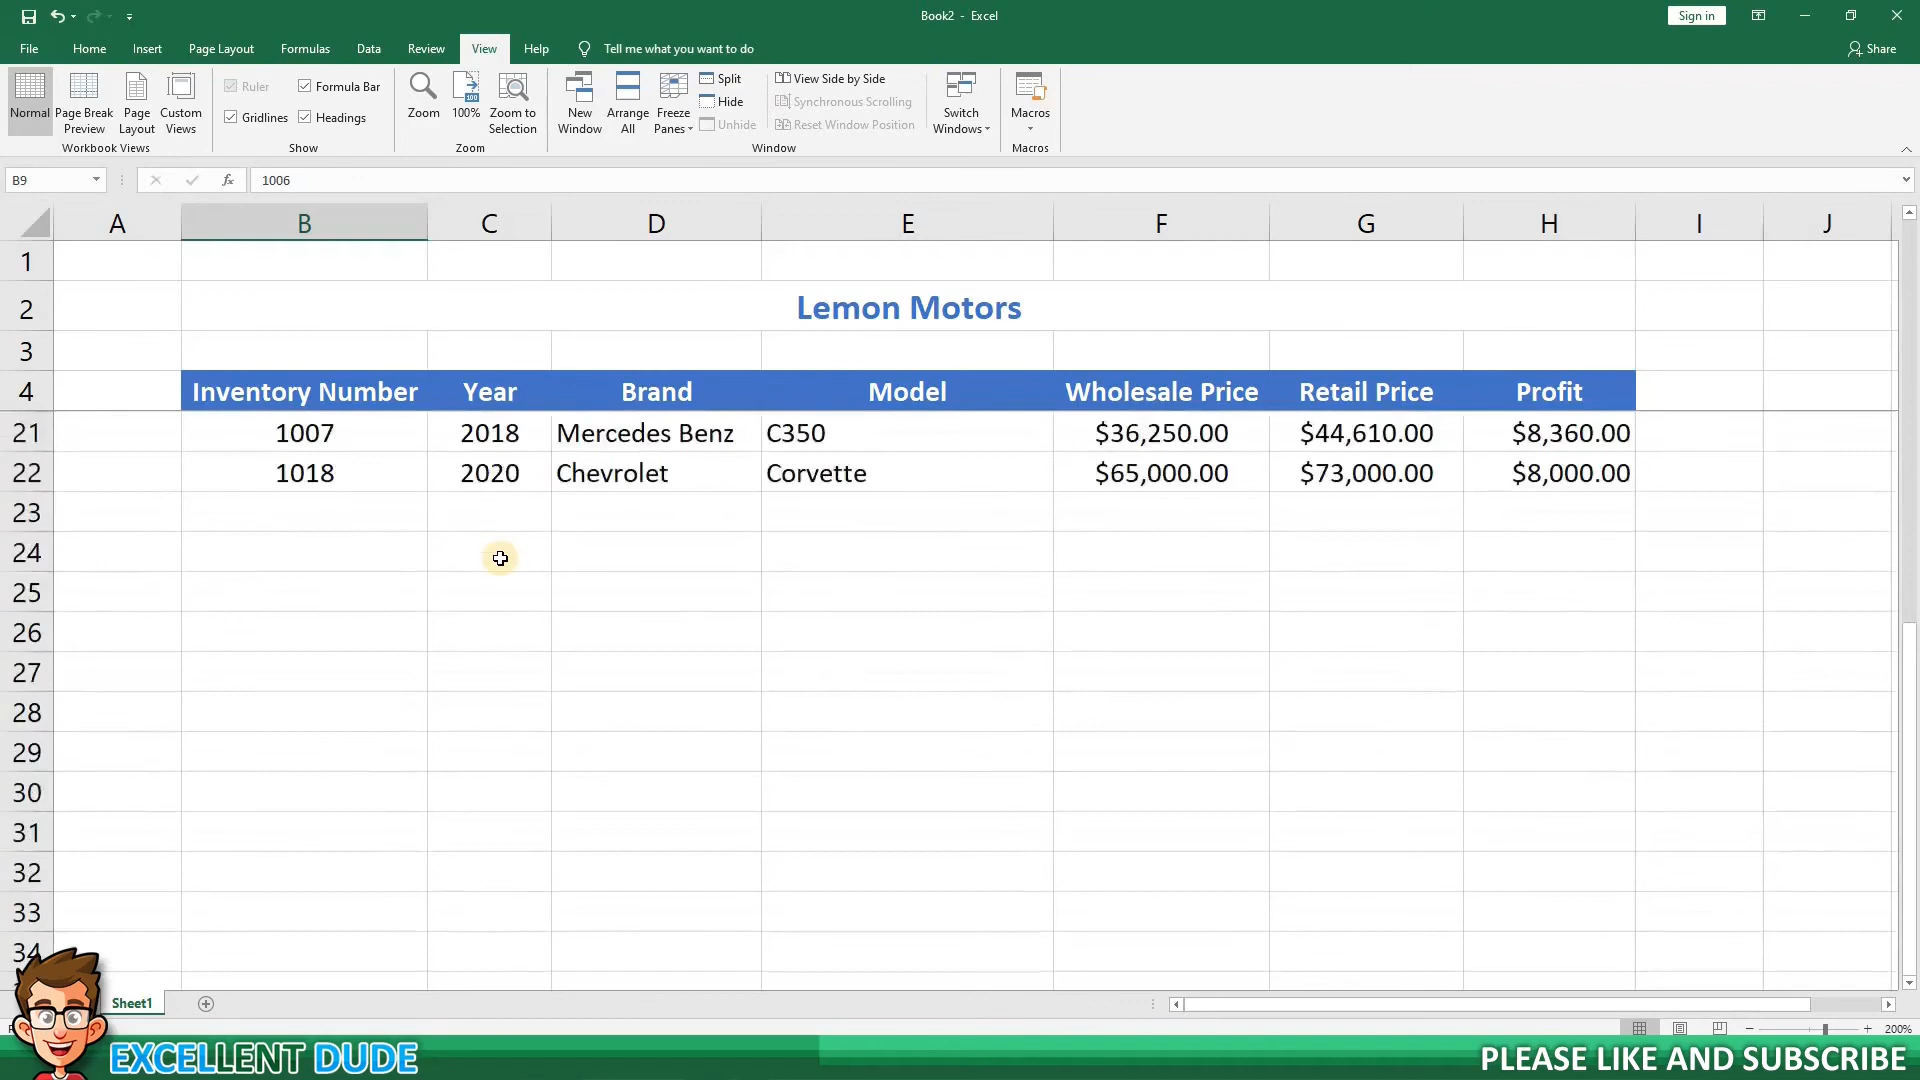 Book2 - Excel
Sign in
File Home Insert Page Layout Formulas Data Review View Help Tell me what you want to do Share
Normal Page Break Preview Page Layout Custom Views
Workbook Views
Ruler Formula Bar
Gridlines Headings
Show
Zoom 100% Zoom to Selection
Zoom
New Window Arrange All Freeze Panes
Split
Hide
Unhide
View Side by Side
Synchronous Scrolling
Reset Window Position
Switch Windows
Window
Macros
Macros
B9 fx 1006
A B C D E F G H I J
1
2 Lemon Motors
3
4 Inventory Number Year Brand Model Wholesale Price Retail Price Profit
21 1007 2018 Mercedes Benz C350 $36,250.00 $44,610.00 $8,360.00
22 1018 2020 Chevrolet Corvette $65,000.00 $73,000.00 $8,000.00
23
24
25
26
27
28
29
30
31
32
33
34
Sheet1
200%
EXCELLENT DUDE
PLEASE LIKE AND SUBSCRIBE